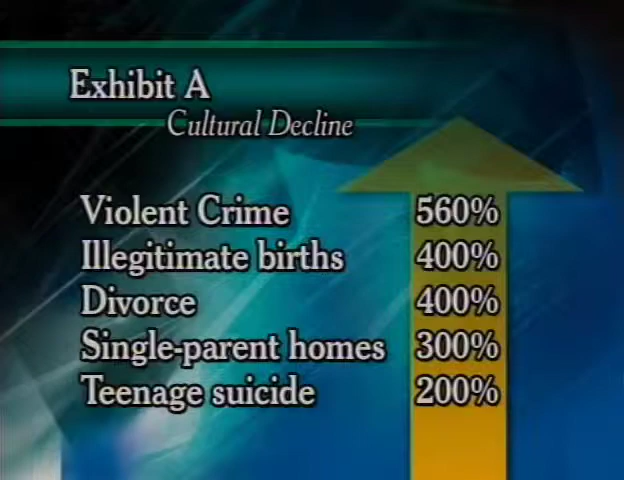 Exhibit A
Cultural Decline
Violent Crime 560%
Illegitimate births 400%
Divorce 400%
Single-parent homes 300%
Teenage suicide 200%